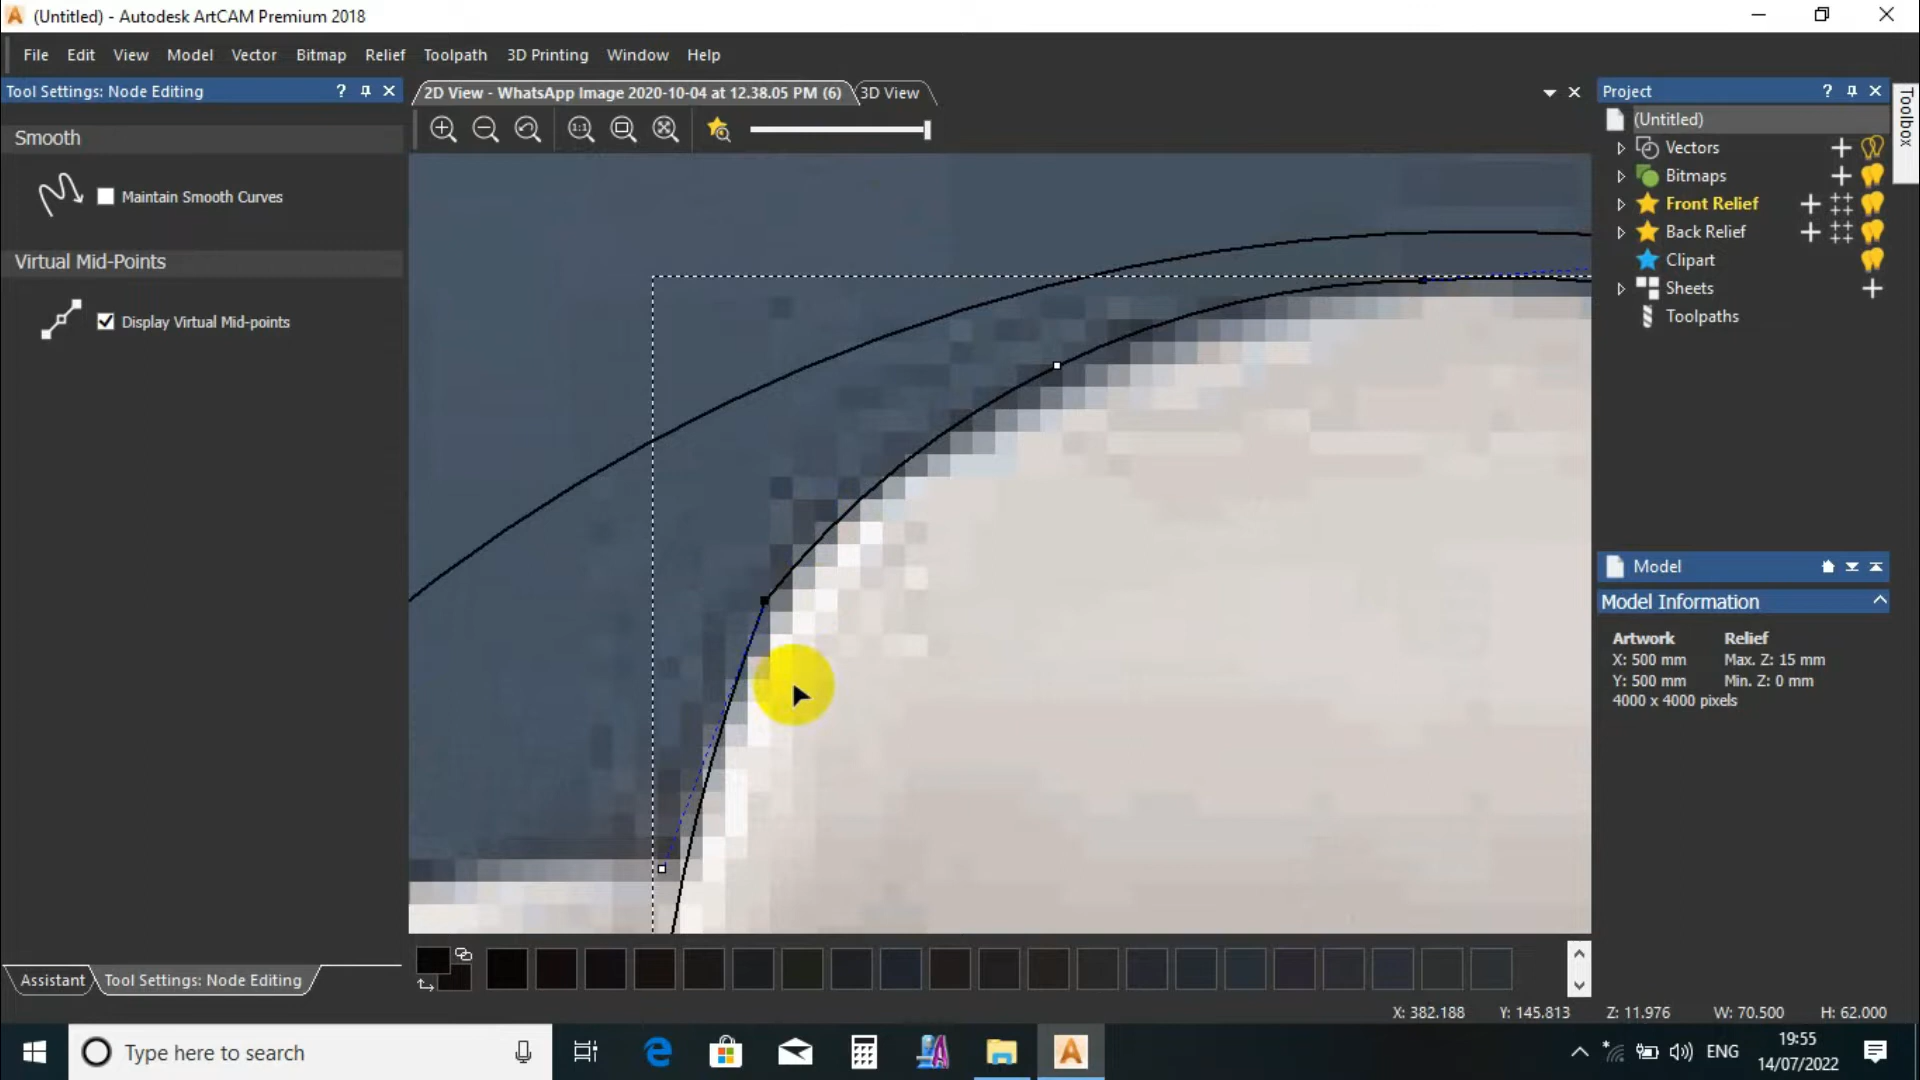 (Untitled) - Autodesk ArtCAM Premium 2018
File Edit View Model Vector Bitmap Relief Toolpath 3D Printing Window Help
Tool Settings: Node Editing ?
2D View - WhatsApp Image 2020-10-04 at 12.38.05 PM (6) 3D View
Project ?
Toolbox
1:1
Smooth
Maintain Smooth Curves
Virtual Mid-Points
Display Virtual Mid-points
(Untitled)
Vectors
Bitmaps
Front Relief
Back Relief
Clipart
Sheets
Toolpaths
Model
Model Information
Artwork Relief
X: 500 mm Max. Z: 15 mm
Y: 500 mm Min. Z: 0 mm
4000 x 4000 pixels
Assistant Tool Settings: Node Editing
X: 382.188 Y: 145.813 Z: 11.976 W: 70.500 H: 62.000
Type here to search
ENG
19:55
14/07/2022